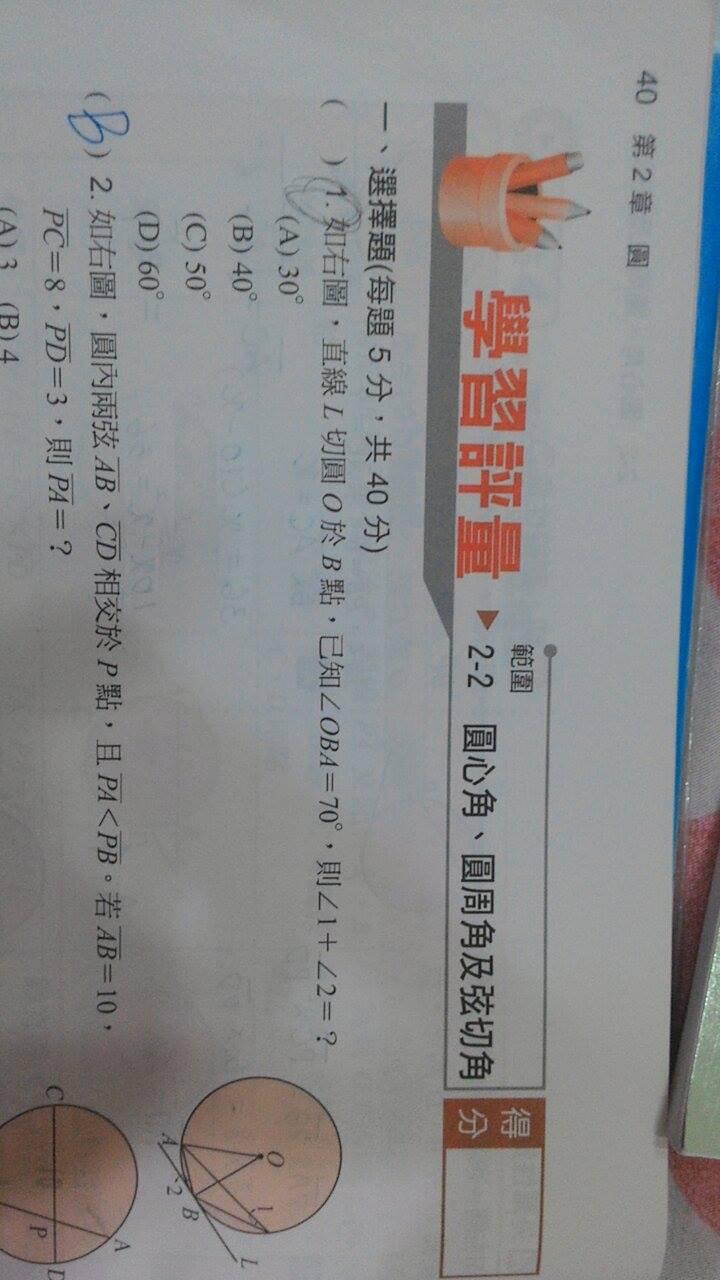 40 第2章 圓
學習評量
範圍
▶ 2-2 圓心角、圓周角及弦切角
得分
一、選擇題(每題 5 分,共 40 分)
( ) 1. 如右圖,直線 L 切圓 O 於 B 點,已知∠OBA=70°,則∠1+∠2=?
(A) 30°
(B) 40°
(C) 50°
(D) 60°
O
1
A
2
B
L
(B) 2. 如右圖,圓內兩弦 AB、CD 相交於 P 點,且 PA<PB。若 AB=10,
PC=8,PD=3,則 PA=?
(A) 3 (B) 4
C
A
P
D